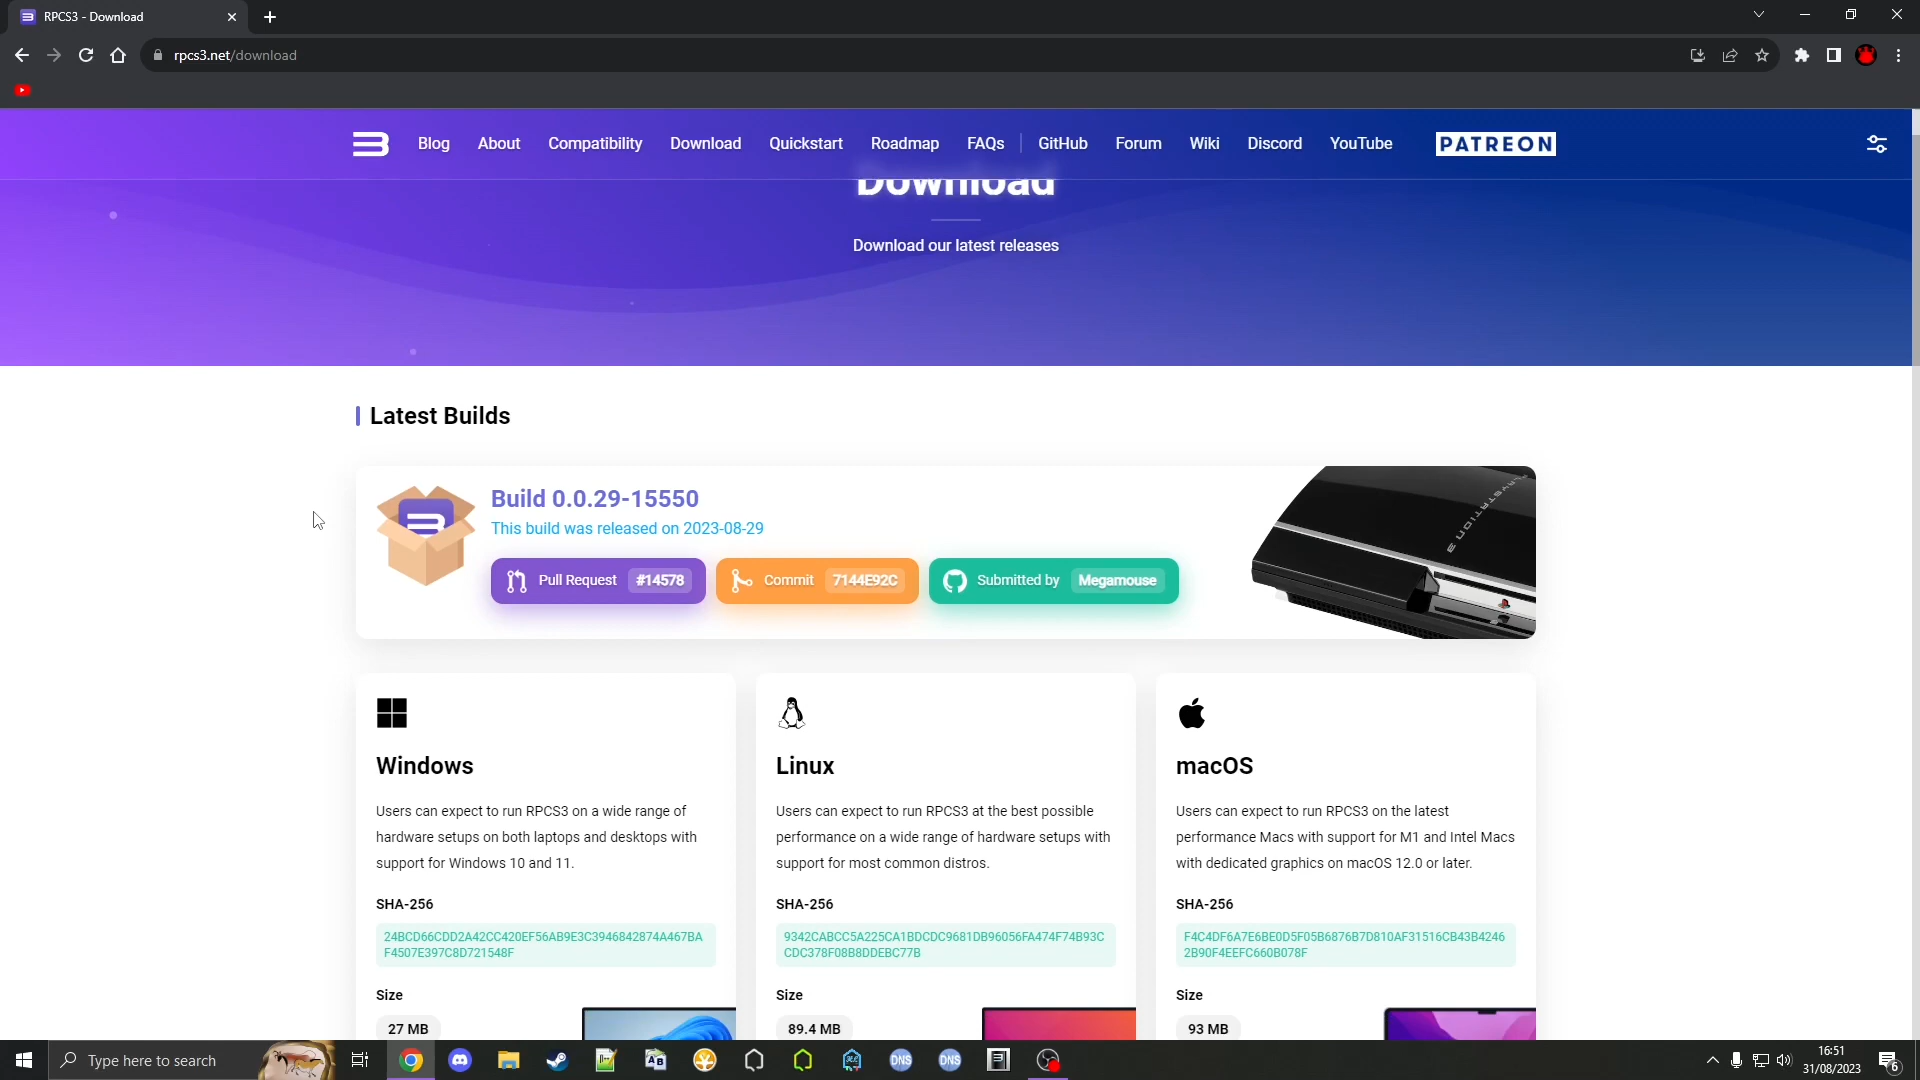 RPCS3 - Download
rpcs3.net/download
Blog About Compatibility Download Quickstart Roadmap FAQs GitHub Forum Wiki Discord YouTube PATREON
Download
Download our latest releases
Latest Builds
Build 0.0.29-15550
This build was released on 2023-08-29
Pull Request #14578 Commit 7144E92C Submitted by Megamouse
PLAYSTATION 3
Windows
Users can expect to run RPCS3 on a wide range of
hardware setups on both laptops and desktops with
support for Windows 10 and 11.
SHA-256
24BCD66CDD2A42CC420EF56AB9E3C3946842874A467BA
F4507E397C8D721548F
Size
27 MB
Linux
Users can expect to run RPCS3 at the best possible
performance on a wide range of hardware setups with
support for most common distros.
SHA-256
9342CABCC5A225CA1BDCDC9681DB96056FA474F74B93C
CDC378F08B8DDEBC77B
Size
89.4 MB
macOS
Users can expect to run RPCS3 on the latest
performance Macs with support for M1 and Intel Macs
with dedicated graphics on macOS 12.0 or later.
SHA-256
F4C4DF6A7E6BE0D5F05B6876B7D810AF31516CB43B4246
2B90F4EEFC660B078F
Size
93 MB
Type here to search
DNS
DNS
16:51
31/08/2023
6